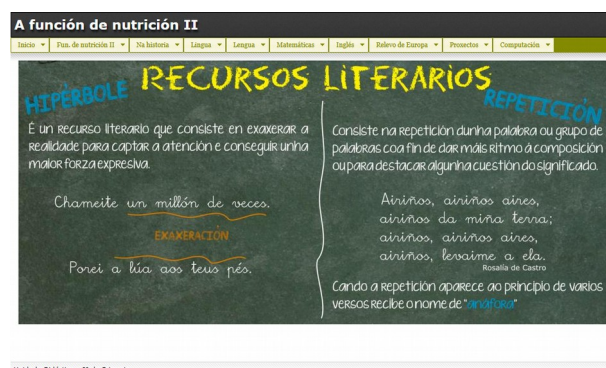 A función de nutrición II
Inicio Fun. de nutrición II Na historia Lingua Lengua Matemáticas Inglés Relevo de Europa Proxectos Computación
RECURSOS LITERARIOS
HIPÉRBOLE
É un recurso literario que consiste en exaxerar a
realidade para captar a atención e conseguir unha
maior forza expresiva.
Chameite un millón de veces.
EXAXERACIÓN
Porei a lúa aos teus pés.
REPETICIÓN
Consiste na repetición dunha palabra ou grupo de
palabras coa fin de dar máis ritmo à composición
ou para destacar algunha cuestión do significado.
Airiños, airiños aires,
airiños da miña terra;
airiños, airiños aires,
airiños, levaime a ela.
Rosalía de Castro
Cando a repetición aparece ao principio de varios
versos recibe o nome de "anáfora"